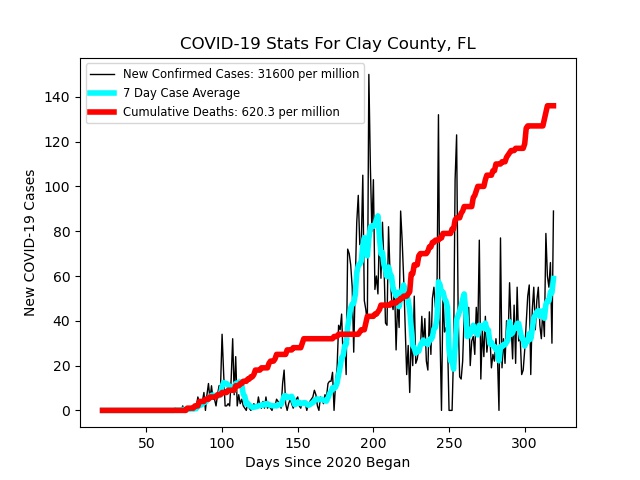 COVID-19 Stats For Clay County, FL
New Confirmed Cases: 31600 per million
7 Day Case Average
Cumulative Deaths: 620.3 per million
New COVID-19 Cases
140
120
100
80
60
40
20
0
50 100 150 200 250 300
Days Since 2020 Began